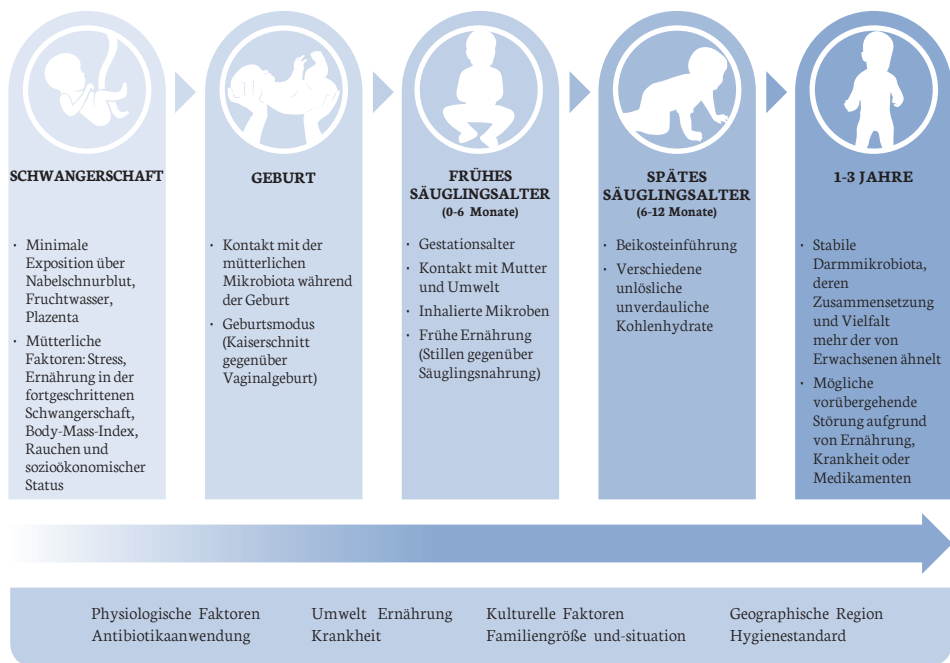 SCHWANGERSCHAFT
· Minimale
Exposition über
Nabelschnurblut,
Fruchtwasser,
Plazenta
· Mütterliche
Faktoren: Stress,
Ernährung in der
fortgeschrittenen
Schwangerschaft,
Body-Mass-Index,
Rauchen und
sozioökonomischer
Status
GEBURT
· Kontakt mit der
mütterlichen
Mikrobiota während
der Geburt
· Geburtsmodus
(Kaiserschnitt
gegenüber
Vaginalgeburt)
FRÜHES
SÄUGLINGSALTER
(0-6 Monate)
· Gestationsalter
· Kontakt mit Mutter
und Umwelt
· Inhalierte Mikroben
· Frühe Ernährung
(Stillen gegenüber
Säuglingsnahrung)
SPÄTES
SÄUGLINGSALTER
(6-12 Monate)
· Beikosteinführung
· Verschiedene
unlösliche
unverdauliche
Kohlenhydrate
1-3 JAHRE
· Stabile
Darmmikrobiota,
deren
Zusammensetzung
und Vielfalt
mehr der von
Erwachsenen ähnelt
· Mögliche
vorübergehende
Störung aufgrund
von Ernährung,
Krankheit oder
Medikamenten
Physiologische Faktoren
Antibiotikaanwendung
Umwelt Ernährung
Krankheit
Kulturelle Faktoren
Familiengröße und-situation
Geographische Region
Hygienestandard